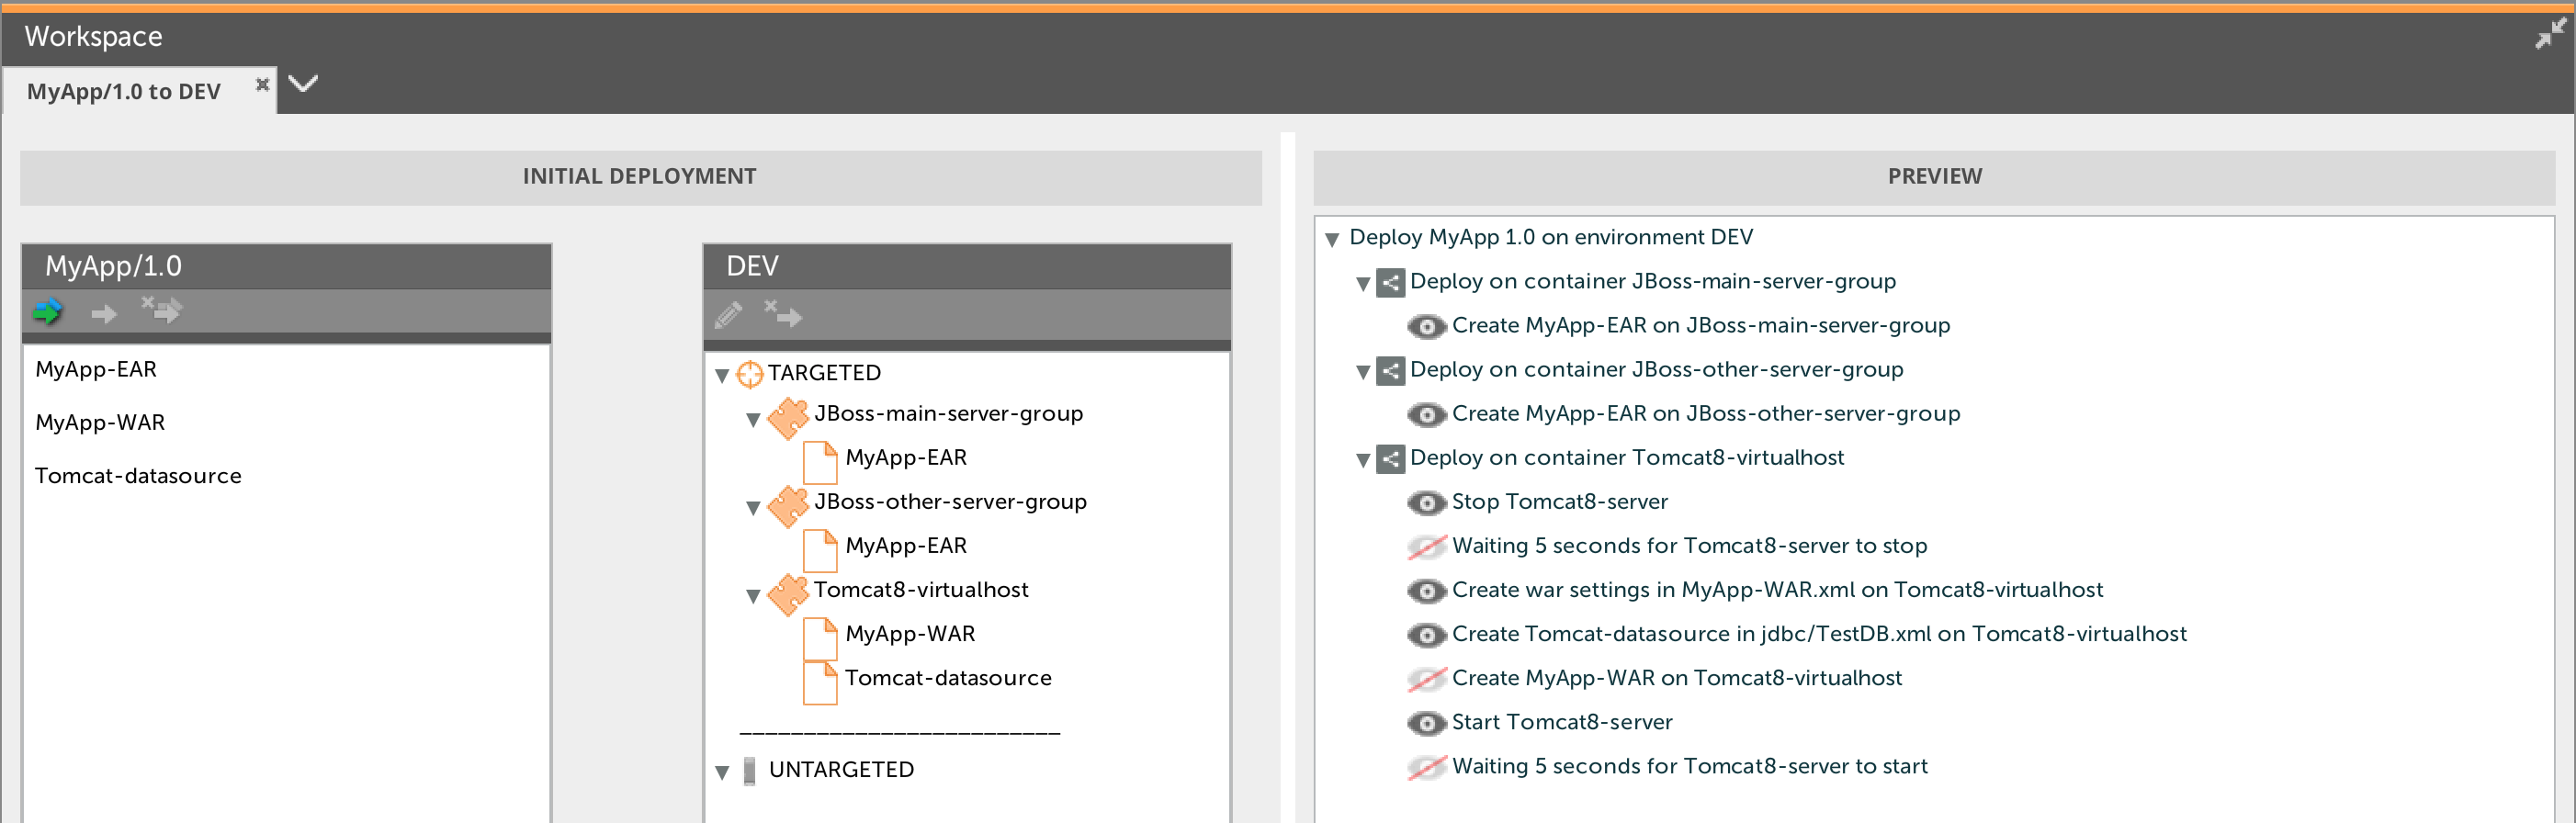 Workspace
MyApp/1.0 to DEV
INITIAL DEPLOYMENT
MyApp/1.0
MyApp-EAR
MyApp-WAR
Tomcat-datasource
DEV
TARGETED
JBoss-main-server-group
MyApp-EAR
JBoss-other-server-group
MyApp-EAR
Tomcat8-virtualhost
MyApp-WAR
Tomcat-datasource
UNTARGETED
PREVIEW
Deploy MyApp 1.0 on environment DEV
Deploy on container JBoss-main-server-group
Create MyApp-EAR on JBoss-main-server-group
Deploy on container JBoss-other-server-group
Create MyApp-EAR on JBoss-other-server-group
Deploy on container Tomcat8-virtualhost
Stop Tomcat8-server
Waiting 5 seconds for Tomcat8-server to stop
Create war settings in MyApp-WAR.xml on Tomcat8-virtualhost
Create Tomcat-datasource in jdbc/TestDB.xml on Tomcat8-virtualhost
Create MyApp-WAR on Tomcat8-virtualhost
Start Tomcat8-server
Waiting 5 seconds for Tomcat8-server to start